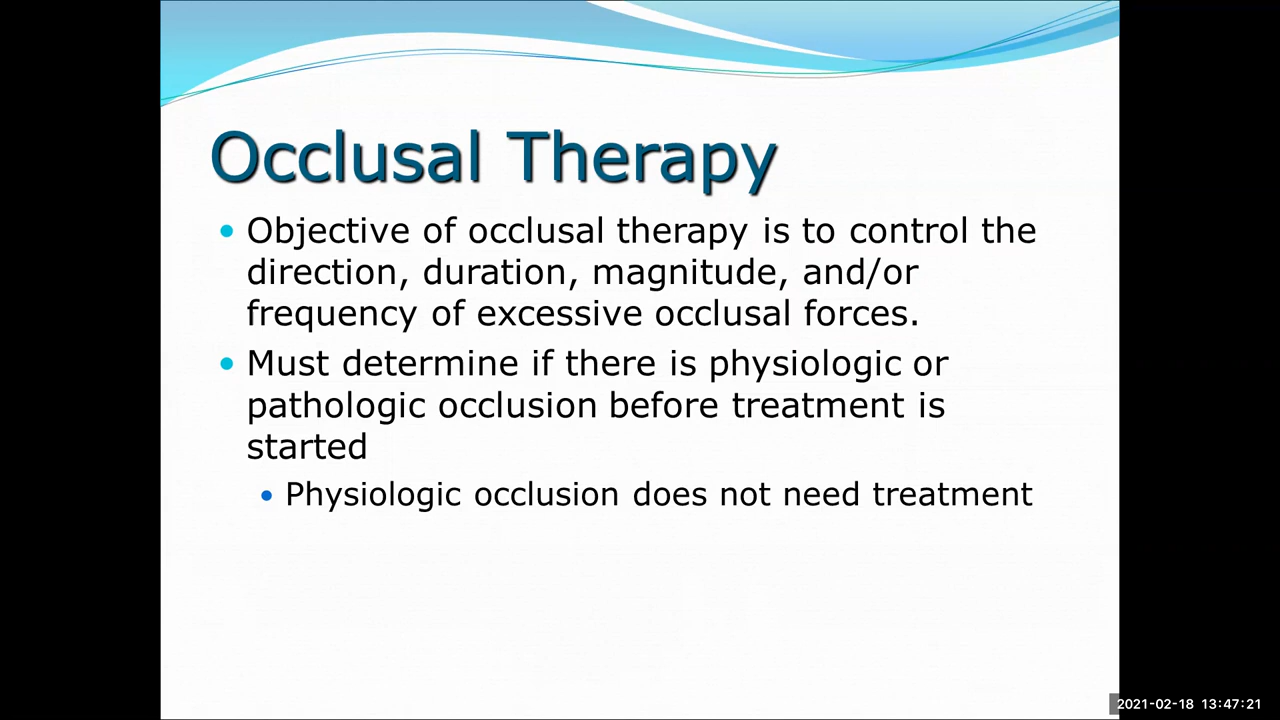 Occlusal Therapy
• Objective of occlusal therapy is to control the
direction, duration, magnitude, and/or
frequency of excessive occlusal forces.
• Must determine if there is physiologic or
pathologic occlusion before treatment is
started
• Physiologic occlusion does not need treatment
2021-02-18 13:47:21